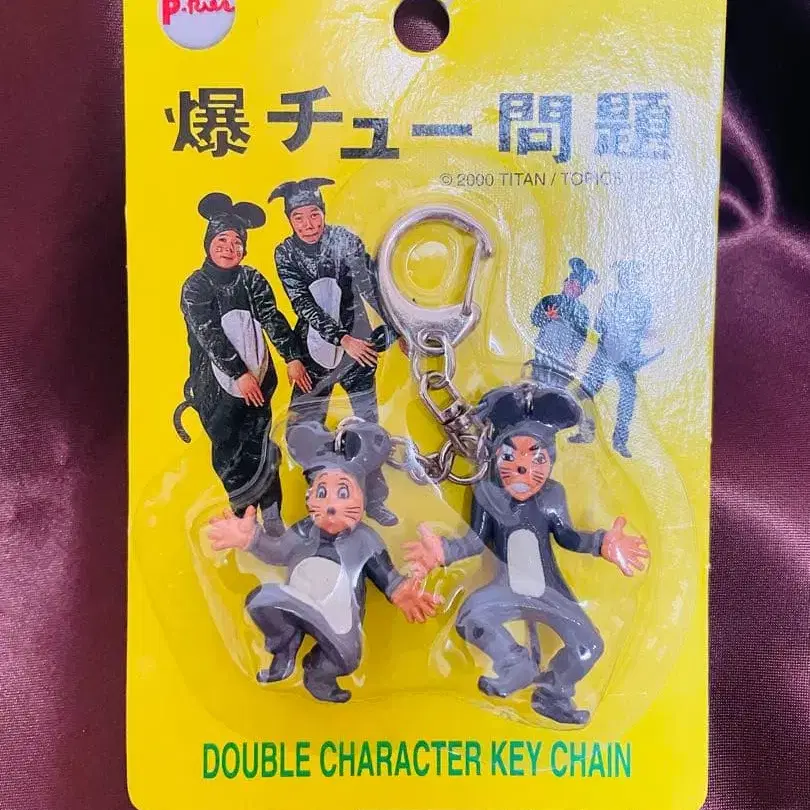 爆チュー問題
© 2000 TITAN / TOPICS
DOUBLE CHARACTER KEY CHAIN